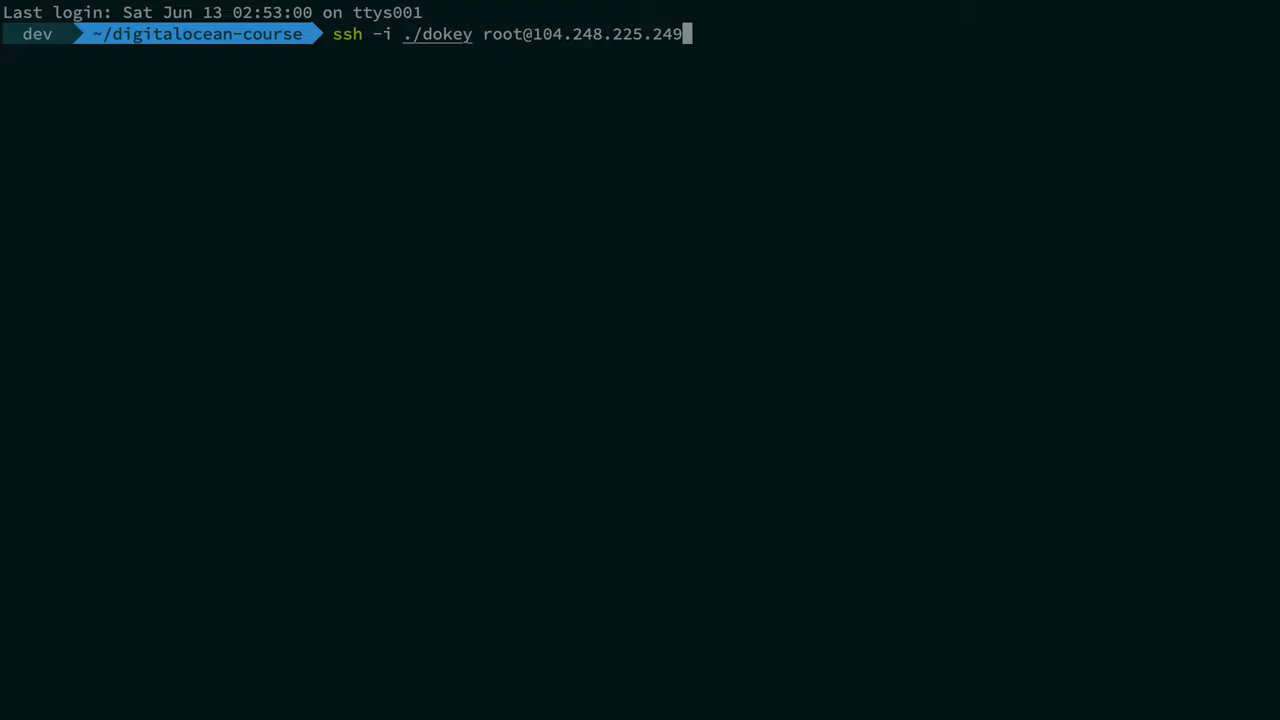 Last login: Sat Jun 13 02:53:00 on ttys001
dev ~/digitalocean-course ssh -i ./dokey root@104.248.225.249